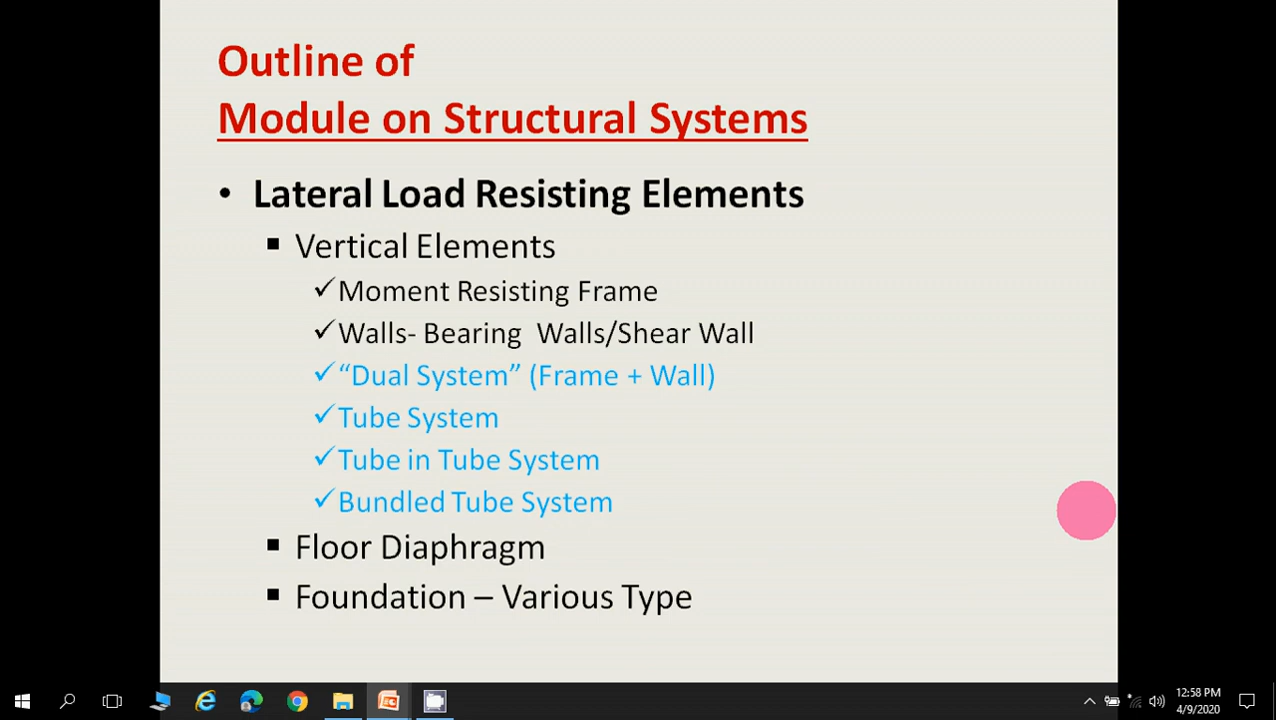 Outline of
Module on Structural Systems
• Lateral Load Resisting Elements
▪ Vertical Elements
✓Moment Resisting Frame
✓Walls- Bearing Walls/Shear Wall
✓“Dual System” (Frame + Wall)
✓Tube System
✓Tube in Tube System
✓Bundled Tube System
▪ Floor Diaphragm
▪ Foundation – Various Type
12:58 PM
4/9/2020